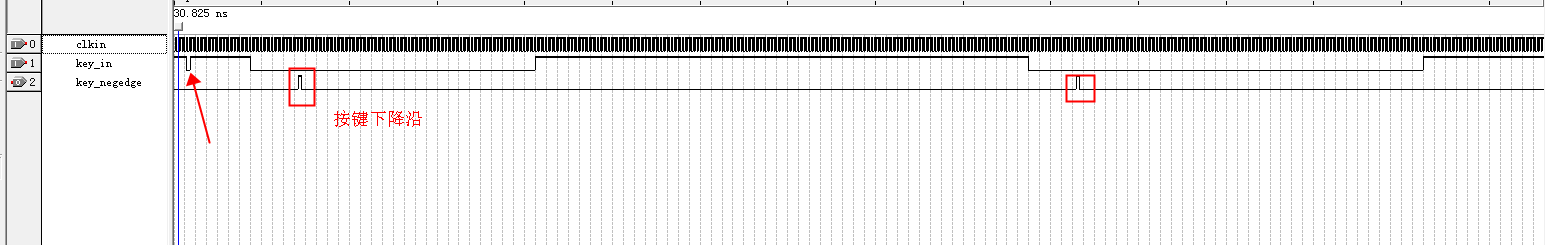 30.825 ns
0 clkin
1 key_in
2 key_negedge
按键下降沿